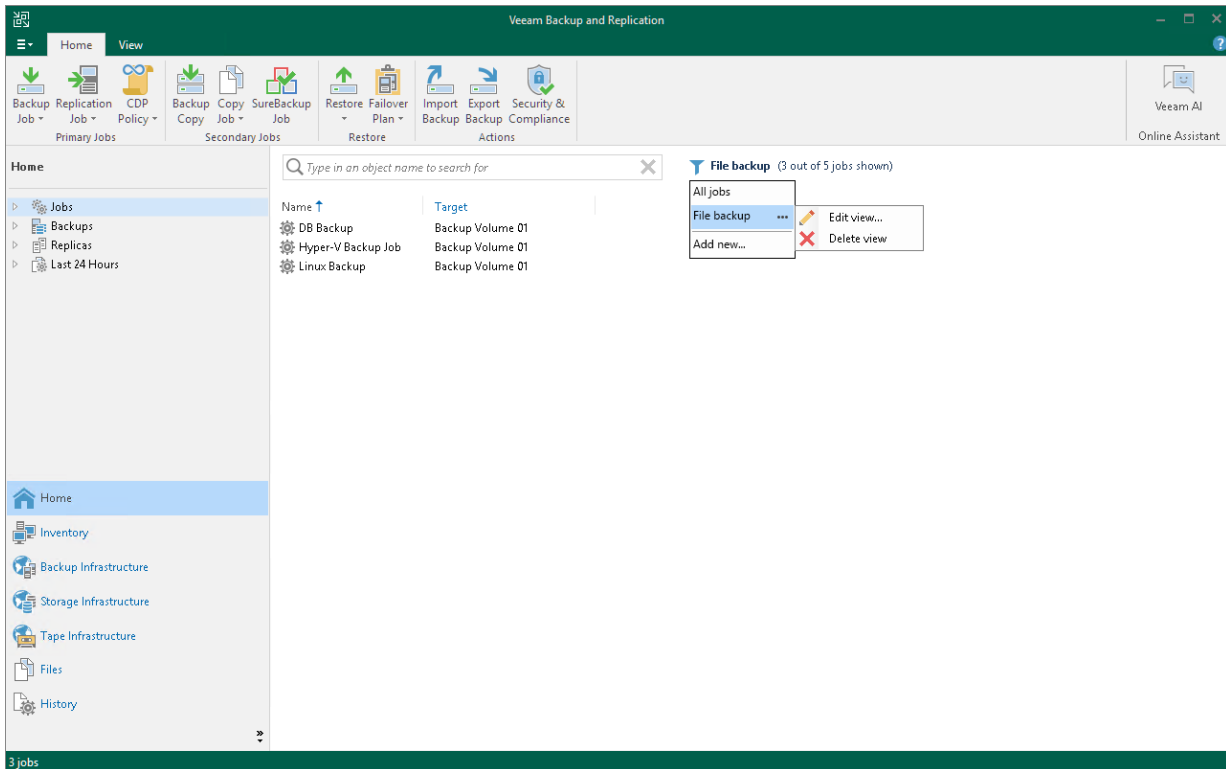 Veeam Backup and Replication
Home View
Backup Job
Replication Job
CDP Policy
Primary Jobs
Backup Copy
Copy Job
SureBackup Job
Secondary Jobs
Restore
Failover Plan
Restore
Import Backup
Export Backup
Security & Compliance
Actions
Veeam AI
Online Assistant
Home
Jobs
Backups
Replicas
Last 24 Hours
Type in an object name to search for
File backup (3 out of 5 jobs shown)
Name Target
DB Backup Backup Volume 01
Hyper-V Backup Job Backup Volume 01
Linux Backup Backup Volume 01
All jobs
File backup ...
Add new...
Edit view...
Delete view
Home
Inventory
Backup Infrastructure
Storage Infrastructure
Tape Infrastructure
Files
History
3 jobs